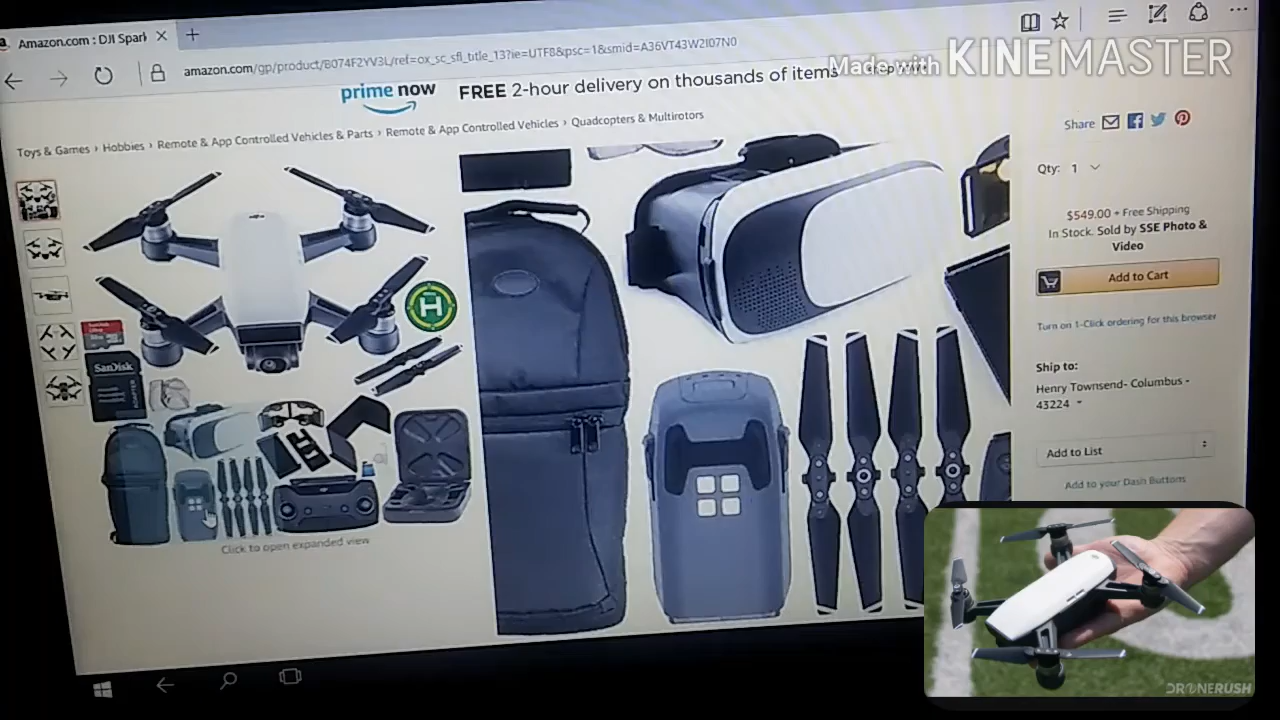 Amazon.com : DJI Spark
amazon.com/gp/product/B074F2YV3L/ref=ox_sc_sfl_title_13?ie=UTF8&psc=1&smid=A36VT43W2I07N0
Made with KINEMASTER
prime now
FREE 2-hour delivery on thousands of items
Toys & Games › Hobbies › Remote & App Controlled Vehicles & Parts › Remote & App Controlled Vehicles › Quadcopters & Multirotors
Share
Qty: 1
$549.00 + Free Shipping
In Stock. Sold by SSE Photo &
Video
Add to Cart
Turn on 1-Click ordering for this browser
Ship to:
Henry Townsend- Columbus -
43224
Add to List
Add to your Dash Buttons
H
SanDisk
Click to open expanded view
DRONERUSH